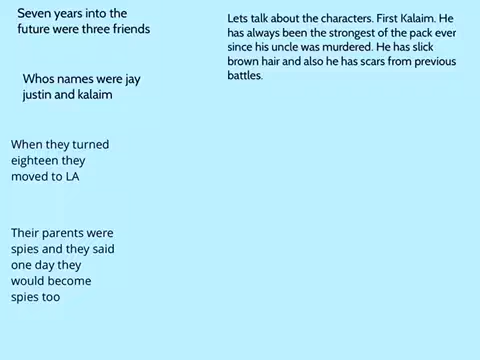 Seven years into the
future were three friends
Whos names were jay
justin and kalaim
When they turned
eighteen they
moved to LA
Their parents were
spies and they said
one day they
would become
spies too
Lets talk about the characters. First Kalaim. He
has always been the strongest of the pack ever
since his uncle was murdered. He has slick
brown hair and also he has scars from previous
battles.